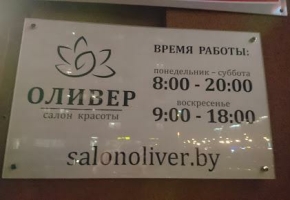 ОЛИВЕР
салон красоты
ВРЕМЯ РАБОТЫ:
понедельник – суббота
8:00 - 20:00
воскресенье
9:00 - 18:00
salonoliver.by